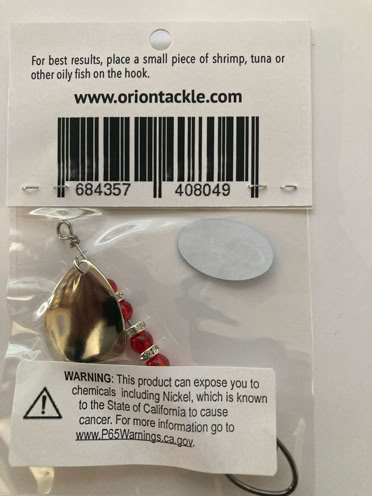 For best results, place a small piece of shrimp, tuna or
other oily fish on the hook.
www.oriontackle.com
684357 408049
WARNING: This product can expose you to
chemicals including Nickel, which is known
to the State of California to cause
cancer. For more information go to
www.P65Warnings.ca.gov.